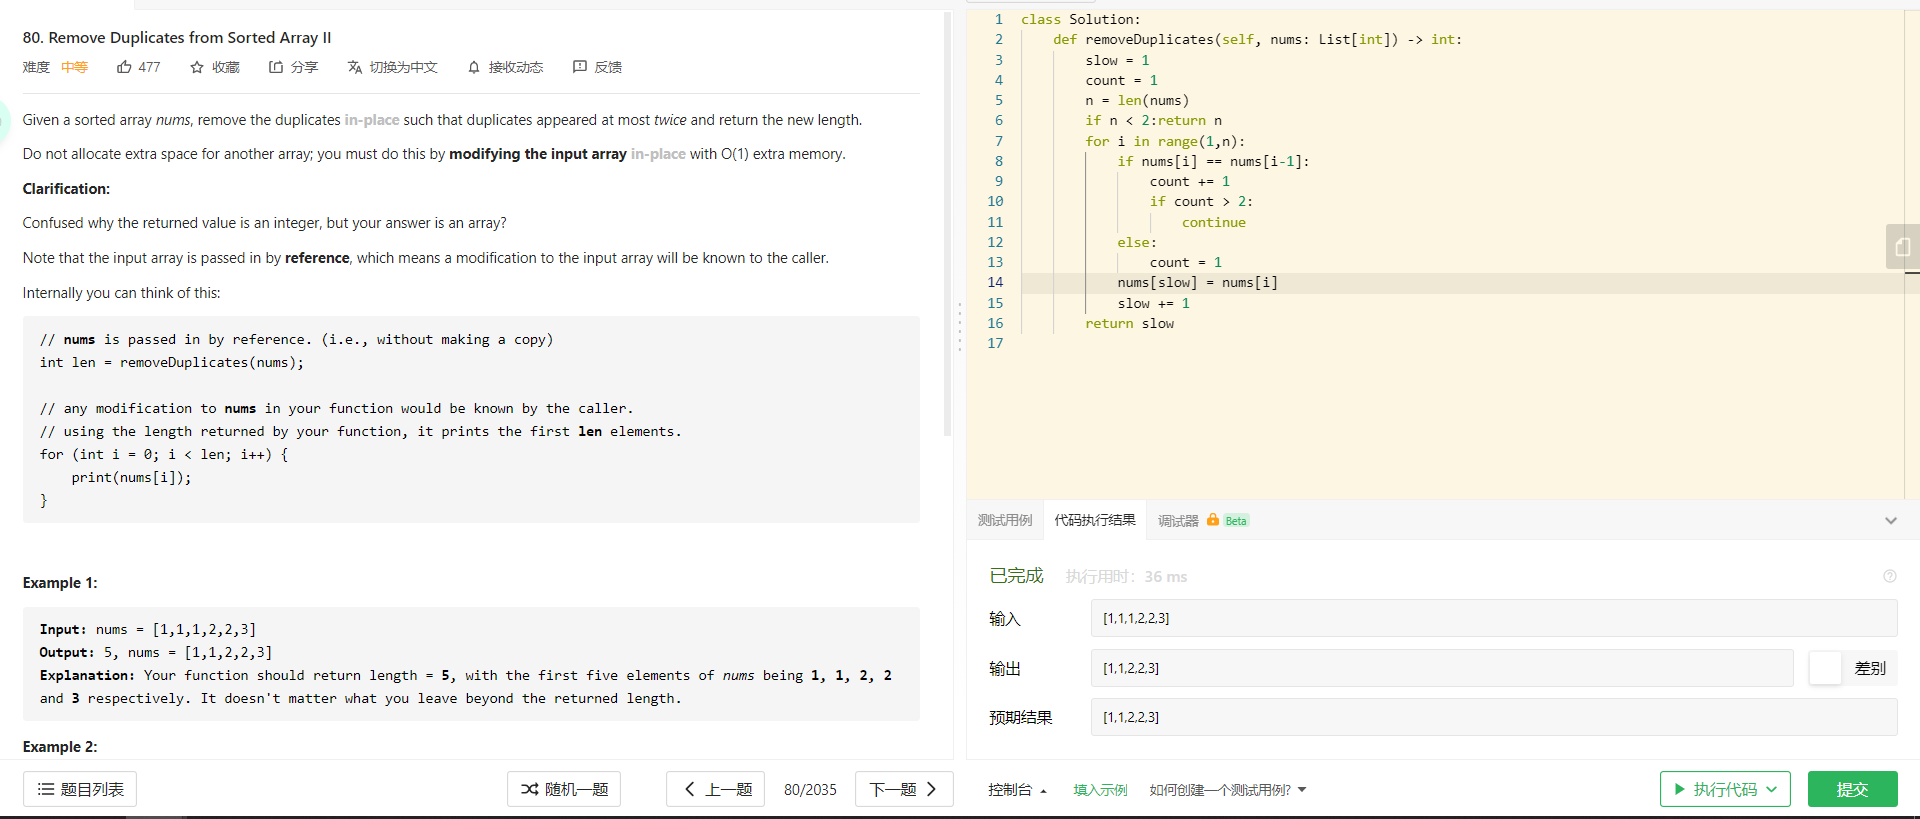 80. Remove Duplicates from Sorted Array II
难度 中等 477 收藏 分享 切换为中文 接收动态 反馈
Given a sorted array nums, remove the duplicates in-place such that duplicates appeared at most twice and return the new length.
Do not allocate extra space for another array; you must do this by modifying the input array in-place with O(1) extra memory.
Clarification:
Confused why the returned value is an integer, but your answer is an array?
Note that the input array is passed in by reference, which means a modification to the input array will be known to the caller.
Internally you can think of this:
// nums is passed in by reference. (i.e., without making a copy)
int len = removeDuplicates(nums);
// any modification to nums in your function would be known by the caller.
// using the length returned by your function, it prints the first len elements.
for (int i = 0; i < len; i++) {
    print(nums[i]);
}
Example 1:
Input: nums = [1,1,1,2,2,3]
Output: 5, nums = [1,1,2,2,3]
Explanation: Your function should return length = 5, with the first five elements of nums being 1, 1, 2, 2
and 3 respectively. It doesn't matter what you leave beyond the returned length.
Example 2:
题目列表 随机一题 上一题 80/2035 下一题
1 class Solution:
2     def removeDuplicates(self, nums: List[int]) -> int:
3         slow = 1
4         count = 1
5         n = len(nums)
6         if n < 2:return n
7         for i in range(1,n):
8             if nums[i] == nums[i-1]:
9                 count += 1
10                 if count > 2:
11                     continue
12             else:
13                 count = 1
14             nums[slow] = nums[i]
15             slow += 1
16         return slow
17
测试用例 代码执行结果 调试器 Beta
已完成 执行用时: 36 ms
输入 [1,1,1,2,2,3]
输出 [1,1,2,2,3] 差别
预期结果 [1,1,2,2,3]
控制台 填入示例 如何创建一个测试用例? 执行代码 提交